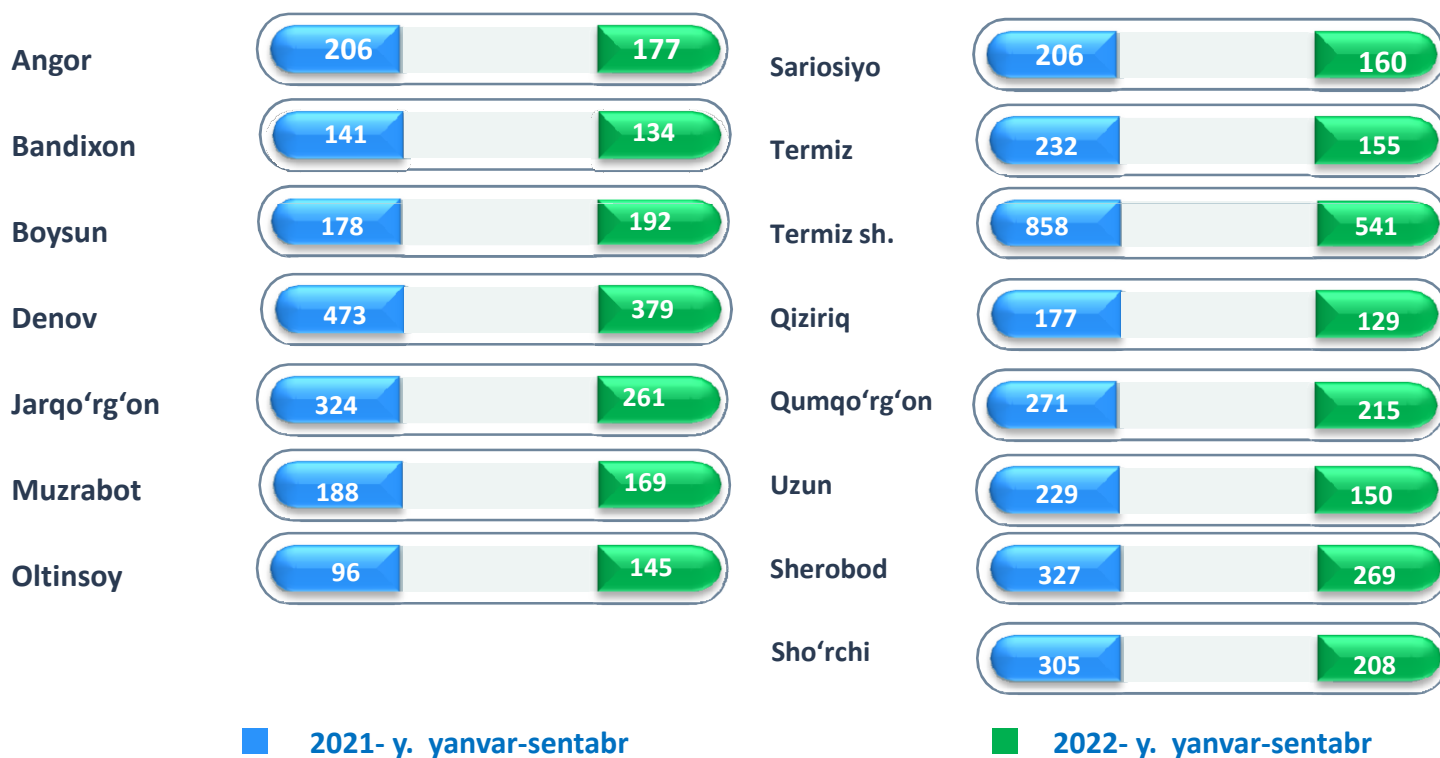 Angor 206 177
Bandixon 141 134
Boysun 178 192
Denov 473 379
Jarqo‘rg‘on 324 261
Muzrabot 188 169
Oltinsoy 96 145
Sariosiyo 206 160
Termiz 232 155
Termiz sh. 858 541
Qiziriq 177 129
Qumqo‘rg‘on 271 215
Uzun 229 150
Sherobod 327 269
Sho‘rchi 305 208
2021- y. yanvar-sentabr
2022- y. yanvar-sentabr